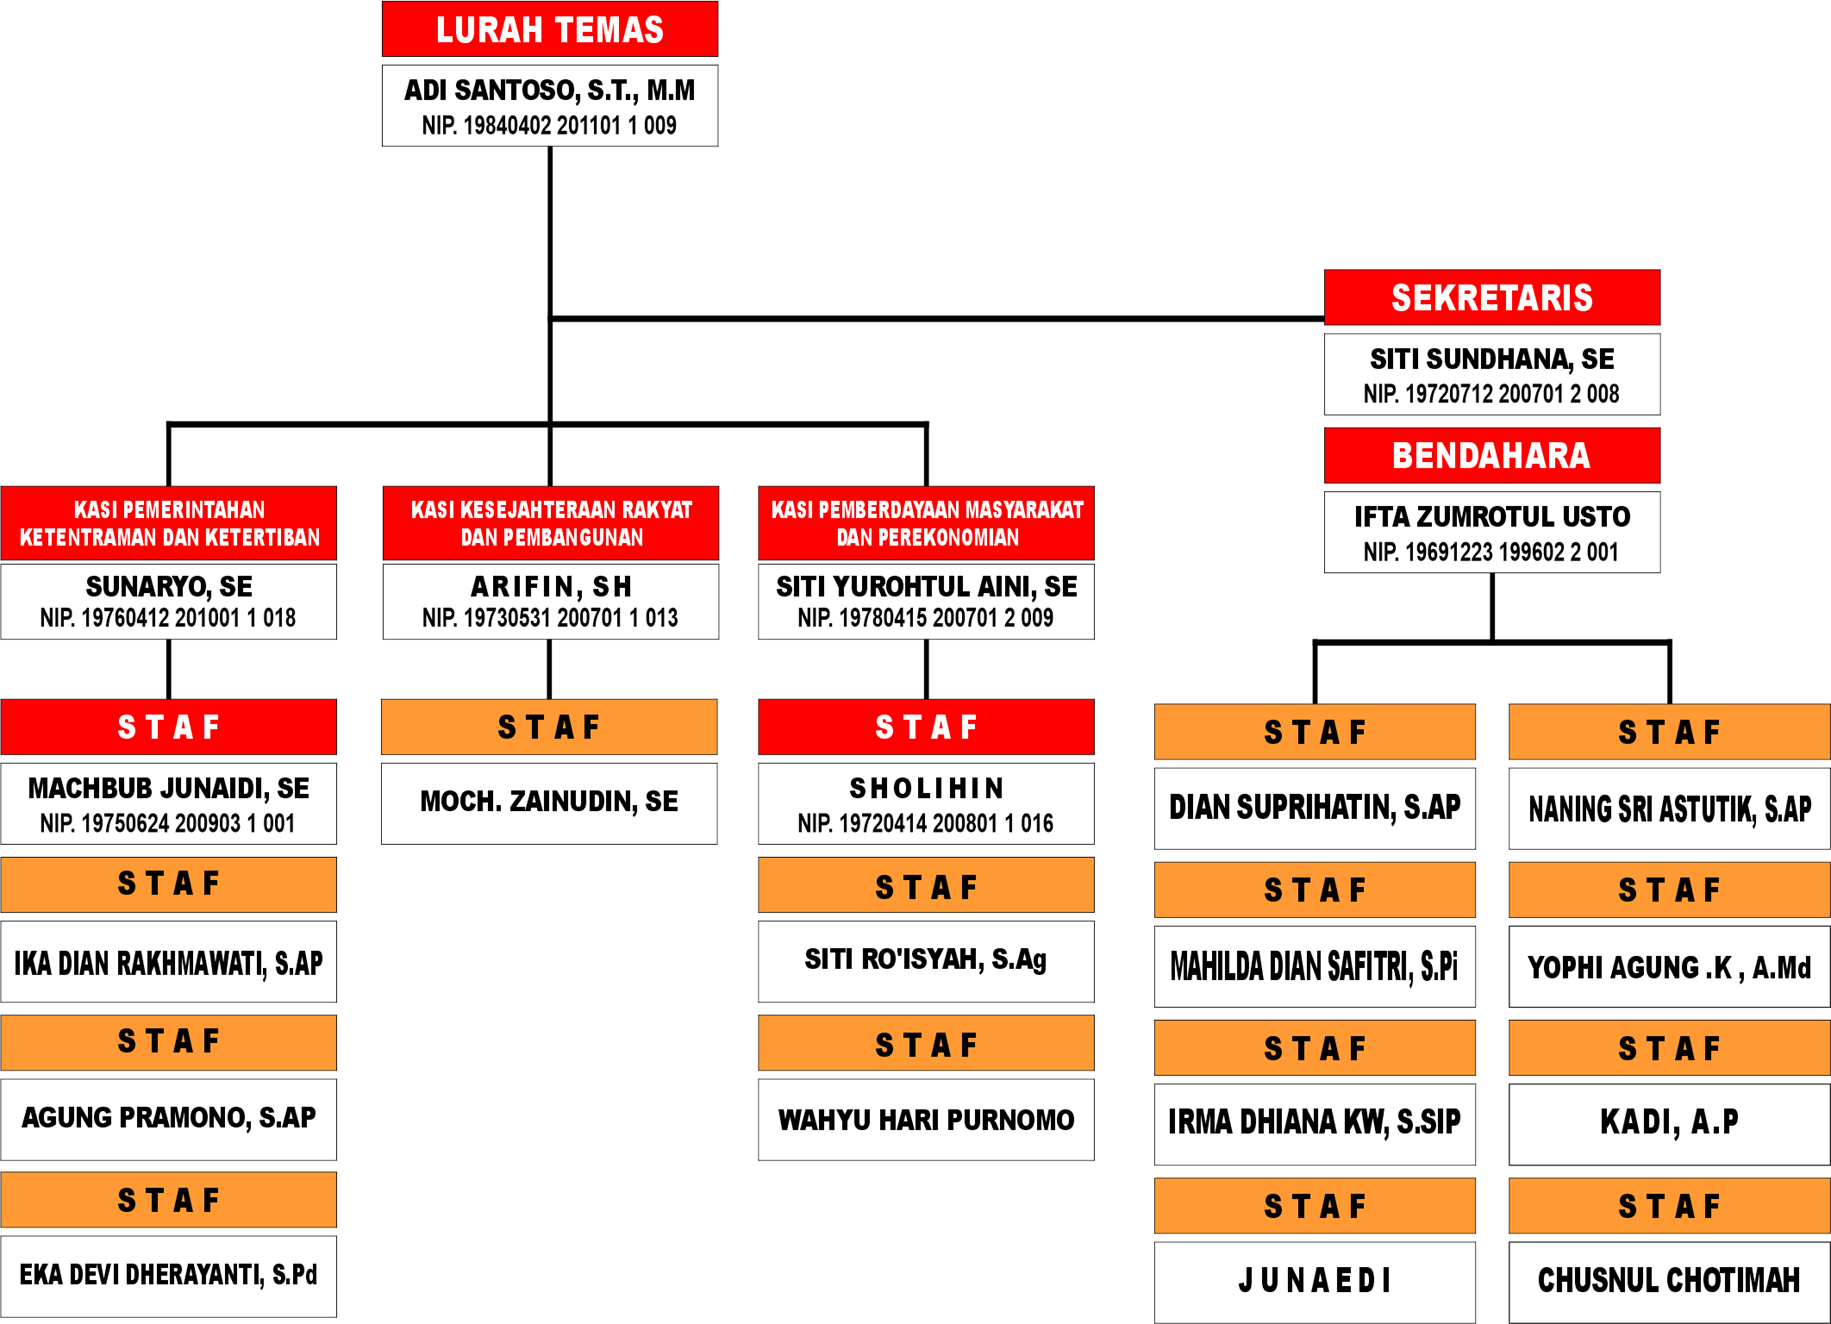 LURAH TEMAS
ADI SANTOSO, S.T., M.M
NIP. 19840402 201101 1 009
SEKRETARIS
SITI SUNDHANA, SE
NIP. 19720712 200701 2 008
BENDAHARA
IFTA ZUMROTUL USTO
NIP. 19691223 199602 2 001
KASI PEMERINTAHAN
KETENTRAMAN DAN KETERTIBAN
SUNARYO, SE
NIP. 19760412 201001 1 018
KASI KESEJAHTERAAN RAKYAT
DAN PEMBANGUNAN
ARIFIN, SH
NIP. 19730531 200701 1 013
KASI PEMBERDAYAAN MASYARAKAT
DAN PEREKONOMIAN
SITI YUROHTUL AINI, SE
NIP. 19780415 200701 2 009
STAF
MACHBUB JUNAIDI, SE
NIP. 19750624 200903 1 001
STAF
IKA DIAN RAKHMAWATI, S.AP
STAF
AGUNG PRAMONO, S.AP
STAF
EKA DEVI DHERAYANTI, S.Pd
STAF
MOCH. ZAINUDIN, SE
STAF
SHOLIHIN
NIP. 19720414 200801 1 016
STAF
SITI RO'ISYAH, S.Ag
STAF
WAHYU HARI PURNOMO
STAF
DIAN SUPRIHATIN, S.AP
STAF
MAHILDA DIAN SAFITRI, S.Pi
STAF
IRMA DHIANA KW, S.SIP
STAF
JUNAEDI
STAF
NANING SRI ASTUTIK, S.AP
STAF
YOPHI AGUNG .K , A.Md
STAF
KADI, A.P
STAF
CHUSNUL CHOTIMAH